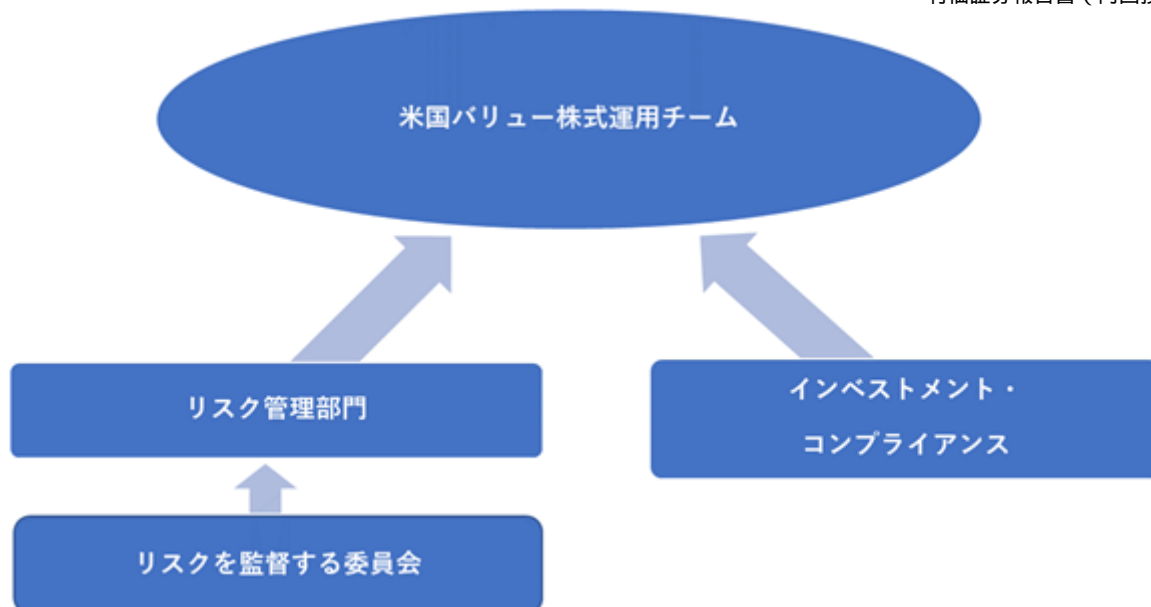 米国バリュー株式運用チーム
リスク管理部門
インベストメント・
コンプライアンス
リスクを監督する委員会